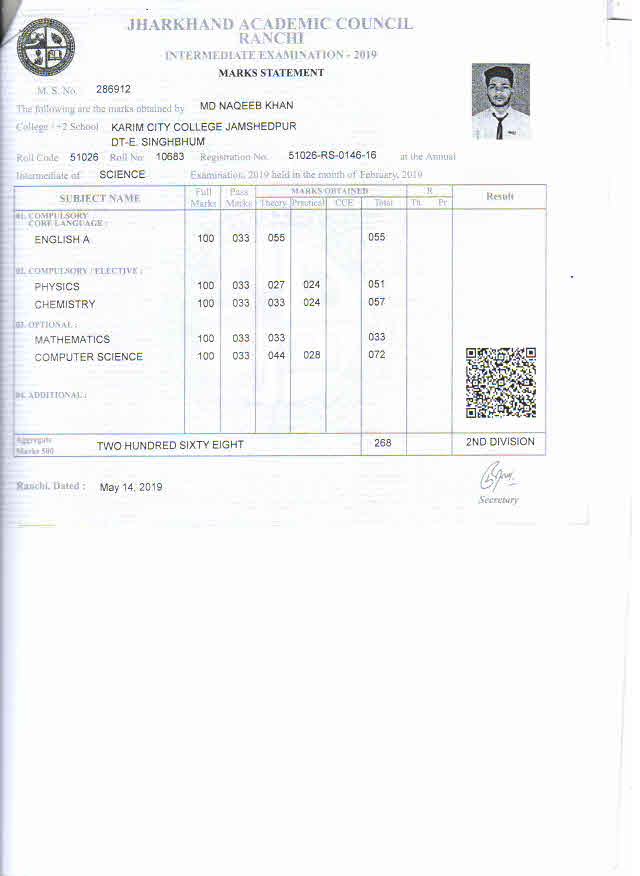 JHARKHAND ACADEMIC COUNCIL
RANCHI
INTERMEDIATE EXAMINATION - 2019
MARKS STATEMENT
M. S. No. 286912
The following are the marks obtained by MD NAQEEB KHAN
College / +2 School KARIM CITY COLLEGE JAMSHEDPUR
DT-E. SINGHBHUM
Roll Code 51026 Roll No 10683 Registration No. 51026-RS-0146-16 at the Annual
Intermediate of SCIENCE Examination, 2019 held in the month of February, 2019
SUBJECT NAME Full Marks Pass Marks MARKS OBTAINED R Result
Theory Practical CCE Total Th. Pr.
01. COMPULSORY
CORE LANGUAGE :
ENGLISH A 100 033 055 055
02. COMPULSORY / ELECTIVE :
PHYSICS 100 033 027 024 051
CHEMISTRY 100 033 033 024 057
03. OPTIONAL :
MATHEMATICS 100 033 033 033
COMPUTER SCIENCE 100 033 044 028 072
04. ADDITIONAL :
Aggregate
Marks 500 TWO HUNDRED SIXTY EIGHT 268 2ND DIVISION
Ranchi, Dated : May 14, 2019
Secretary